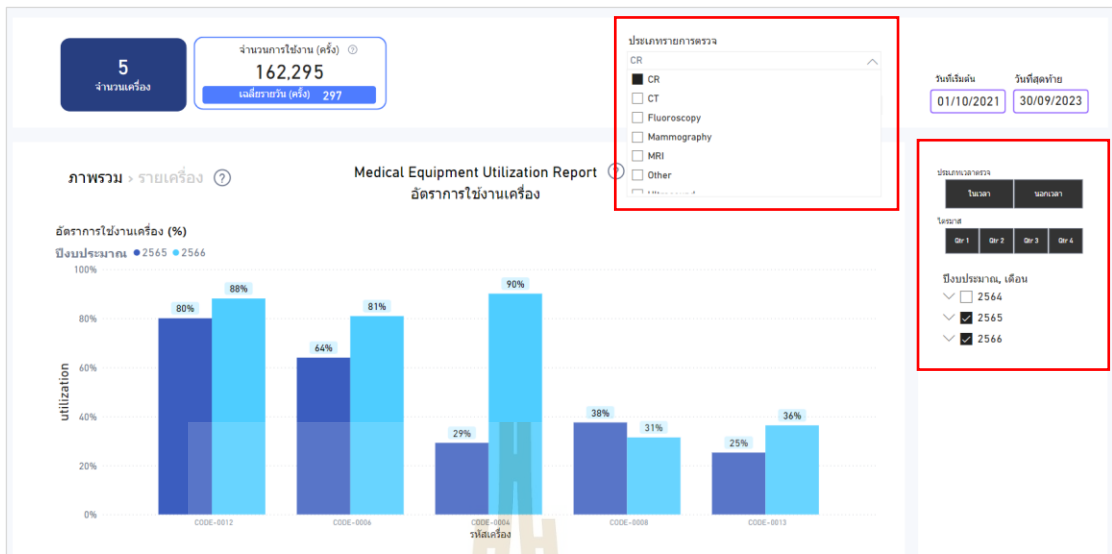 5
จำนวนเครื่อง
จำนวนการใช้งาน (ครั้ง) ?
162,295
เฉลี่ยรายวัน (ครั้ง) 297
ประเภทรายการตรวจ
CR
CR
CT
Fluoroscopy
Mammography
MRI
Other
Ultrasound
วันที่เริ่มต้น วันที่สุดท้าย
01/10/2021 30/09/2023
ภาพรวม > รายเครื่อง ?
Medical Equipment Utilization Report ?
อัตราการใช้งานเครื่อง
ประเภทเวลาตรวจ
ในเวลา นอกเวลา
ไตรมาส
Qtr 1 Qtr 2 Qtr 3 Qtr 4
ปีงบประมาณ, เดือน
2564
2565
2566
อัตราการใช้งานเครื่อง (%)
ปีงบประมาณ 2565 2566
utilization
100%
80%
60%
40%
20%
0%
80% 88%
64% 81%
29% 90%
38% 31%
25% 36%
CODE-0012 CODE-0006 CODE-0004 CODE-0008 CODE-0013
รหัสเครื่อง